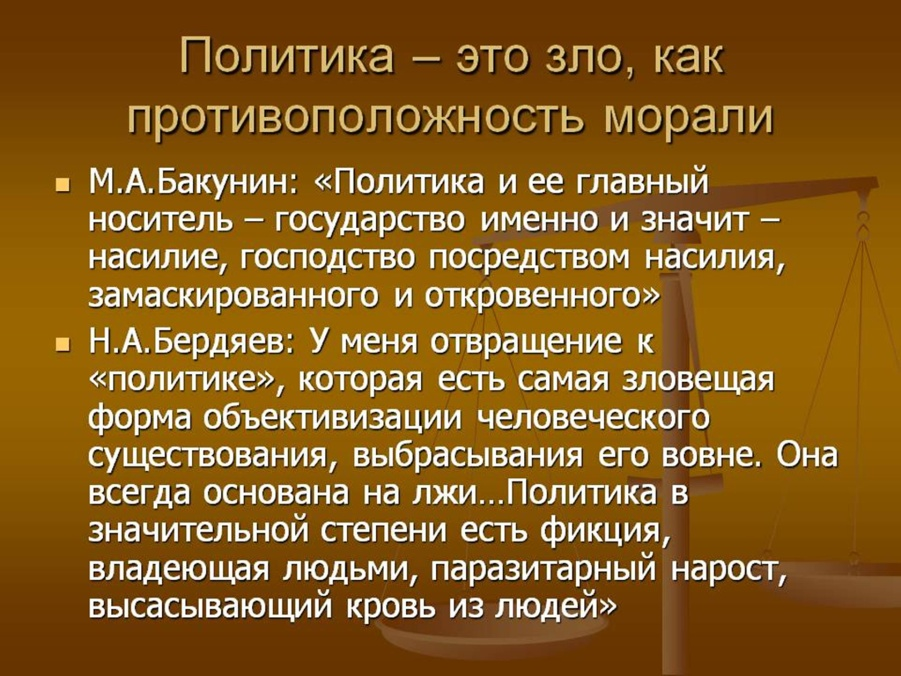 Политика – это зло, как
противоположность морали
М.А.Бакунин: «Политика и ее главный
носитель – государство именно и значит –
насилие, господство посредством насилия,
замаскированного и откровенного»
Н.А.Бердяев: У меня отвращение к
«политике», которая есть самая зловещая
форма объективизации человеческого
существования, выбрасывания его вовне. Она
всегда основана на лжи…Политика в
значительной степени есть фикция,
владеющая людьми, паразитарный нарост,
высасывающий кровь из людей»